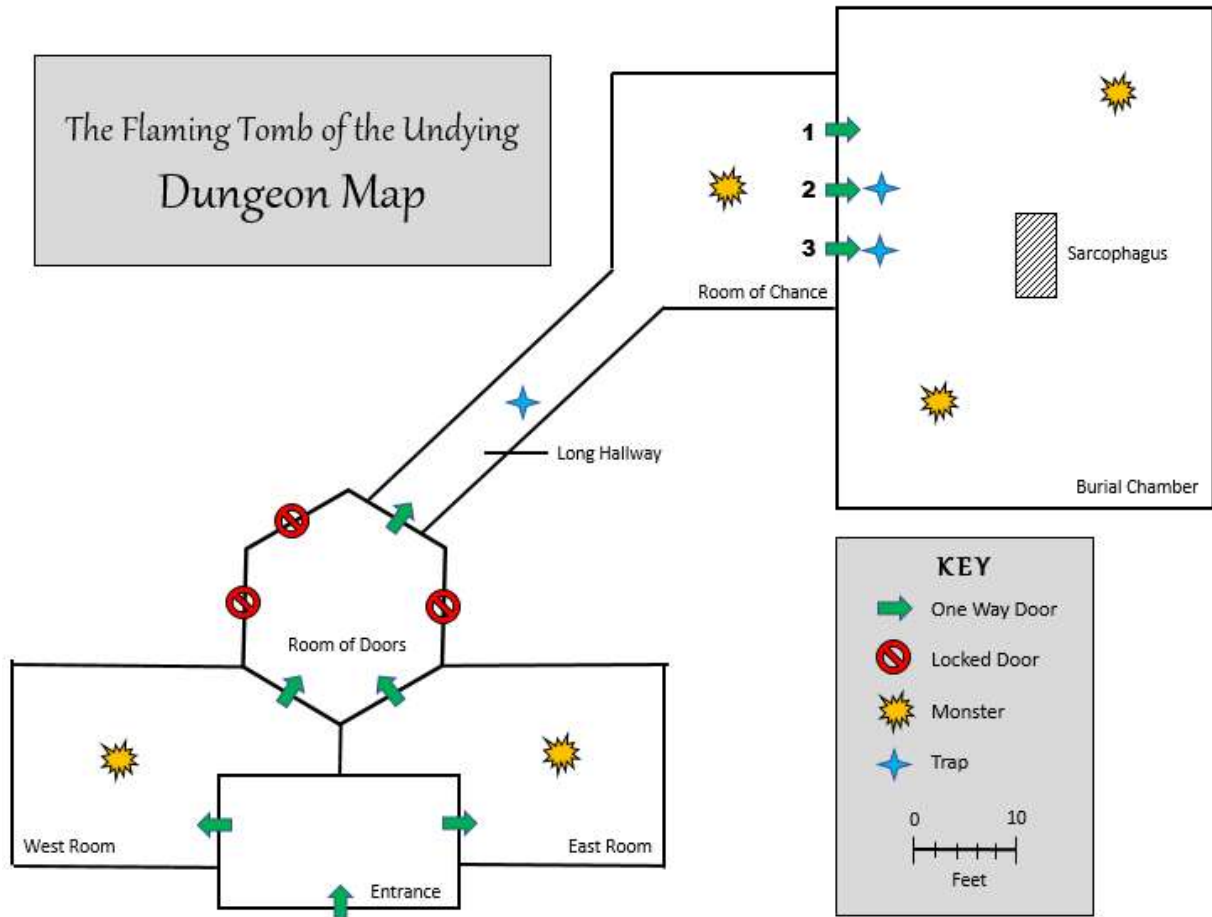 The Flaming Tomb of the Undying
Dungeon Map
1
2
3
Sarcophagus
Room of Chance
Long Hallway
Burial Chamber
Room of Doors
West Room
East Room
Entrance
KEY
One Way Door
Locked Door
Monster
Trap
0 10
Feet